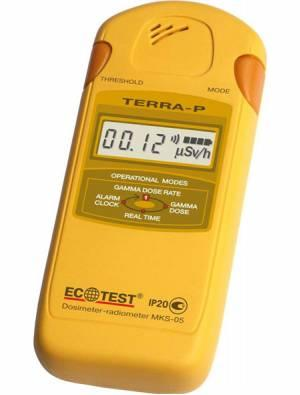 THRESHOLD
MODE
TERRA-P
00.12 µSv/h
OPERATIONAL MODES
GAMMA DOSE RATE
ALARM CLOCK
1
GAMMA DOSE
REAL TIME
ECOTEST® IP20
Dosimeter-radiometer MKS-05